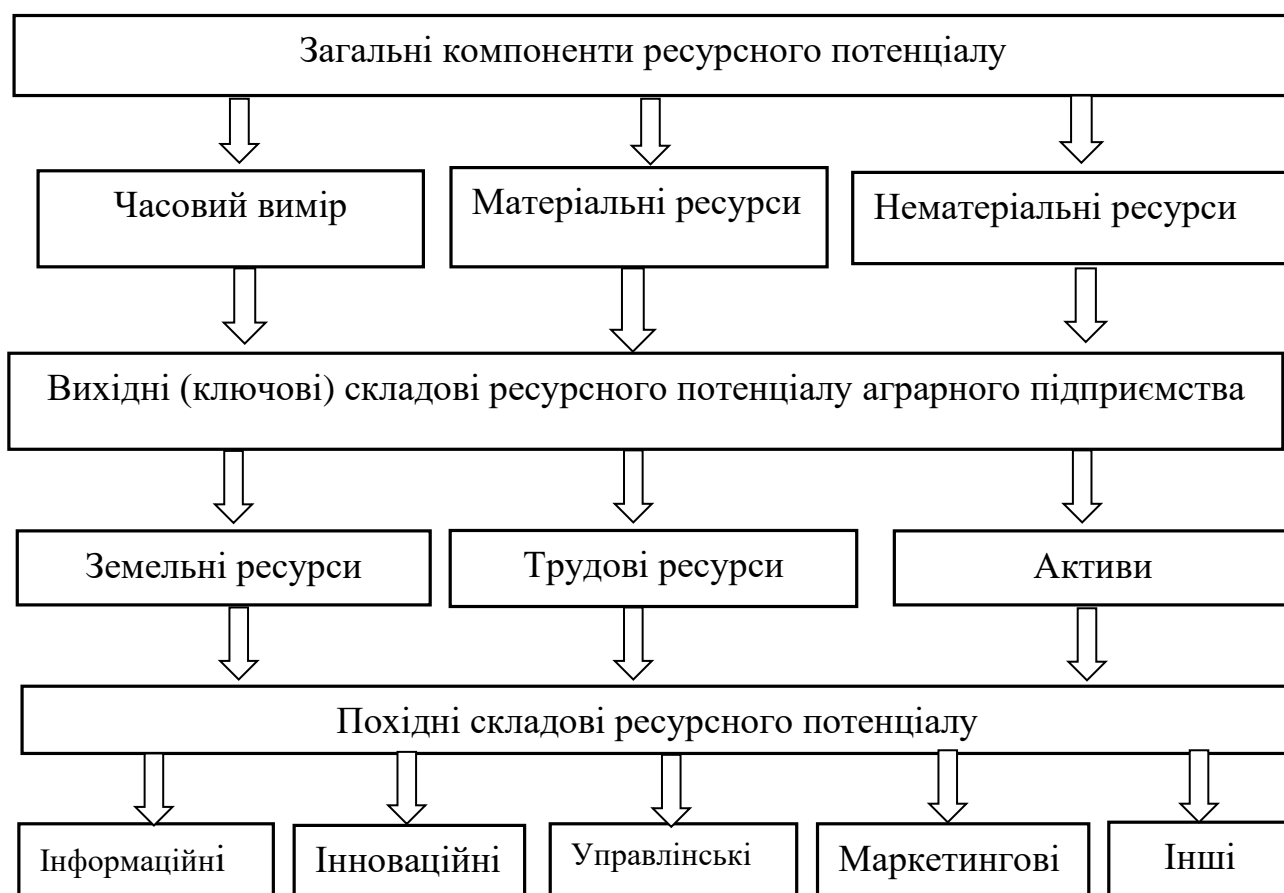 Загальні компоненти ресурсного потенціалу
Часовий вимір
Матеріальні ресурси
Нематеріальні ресурси
Вихідні (ключові) складові ресурсного потенціалу аграрного підприємства
Земельні ресурси
Трудові ресурси
Активи
Похідні складові ресурсного потенціалу
Інформаційні
Інноваційні
Управлінські
Маркетингові
Інші